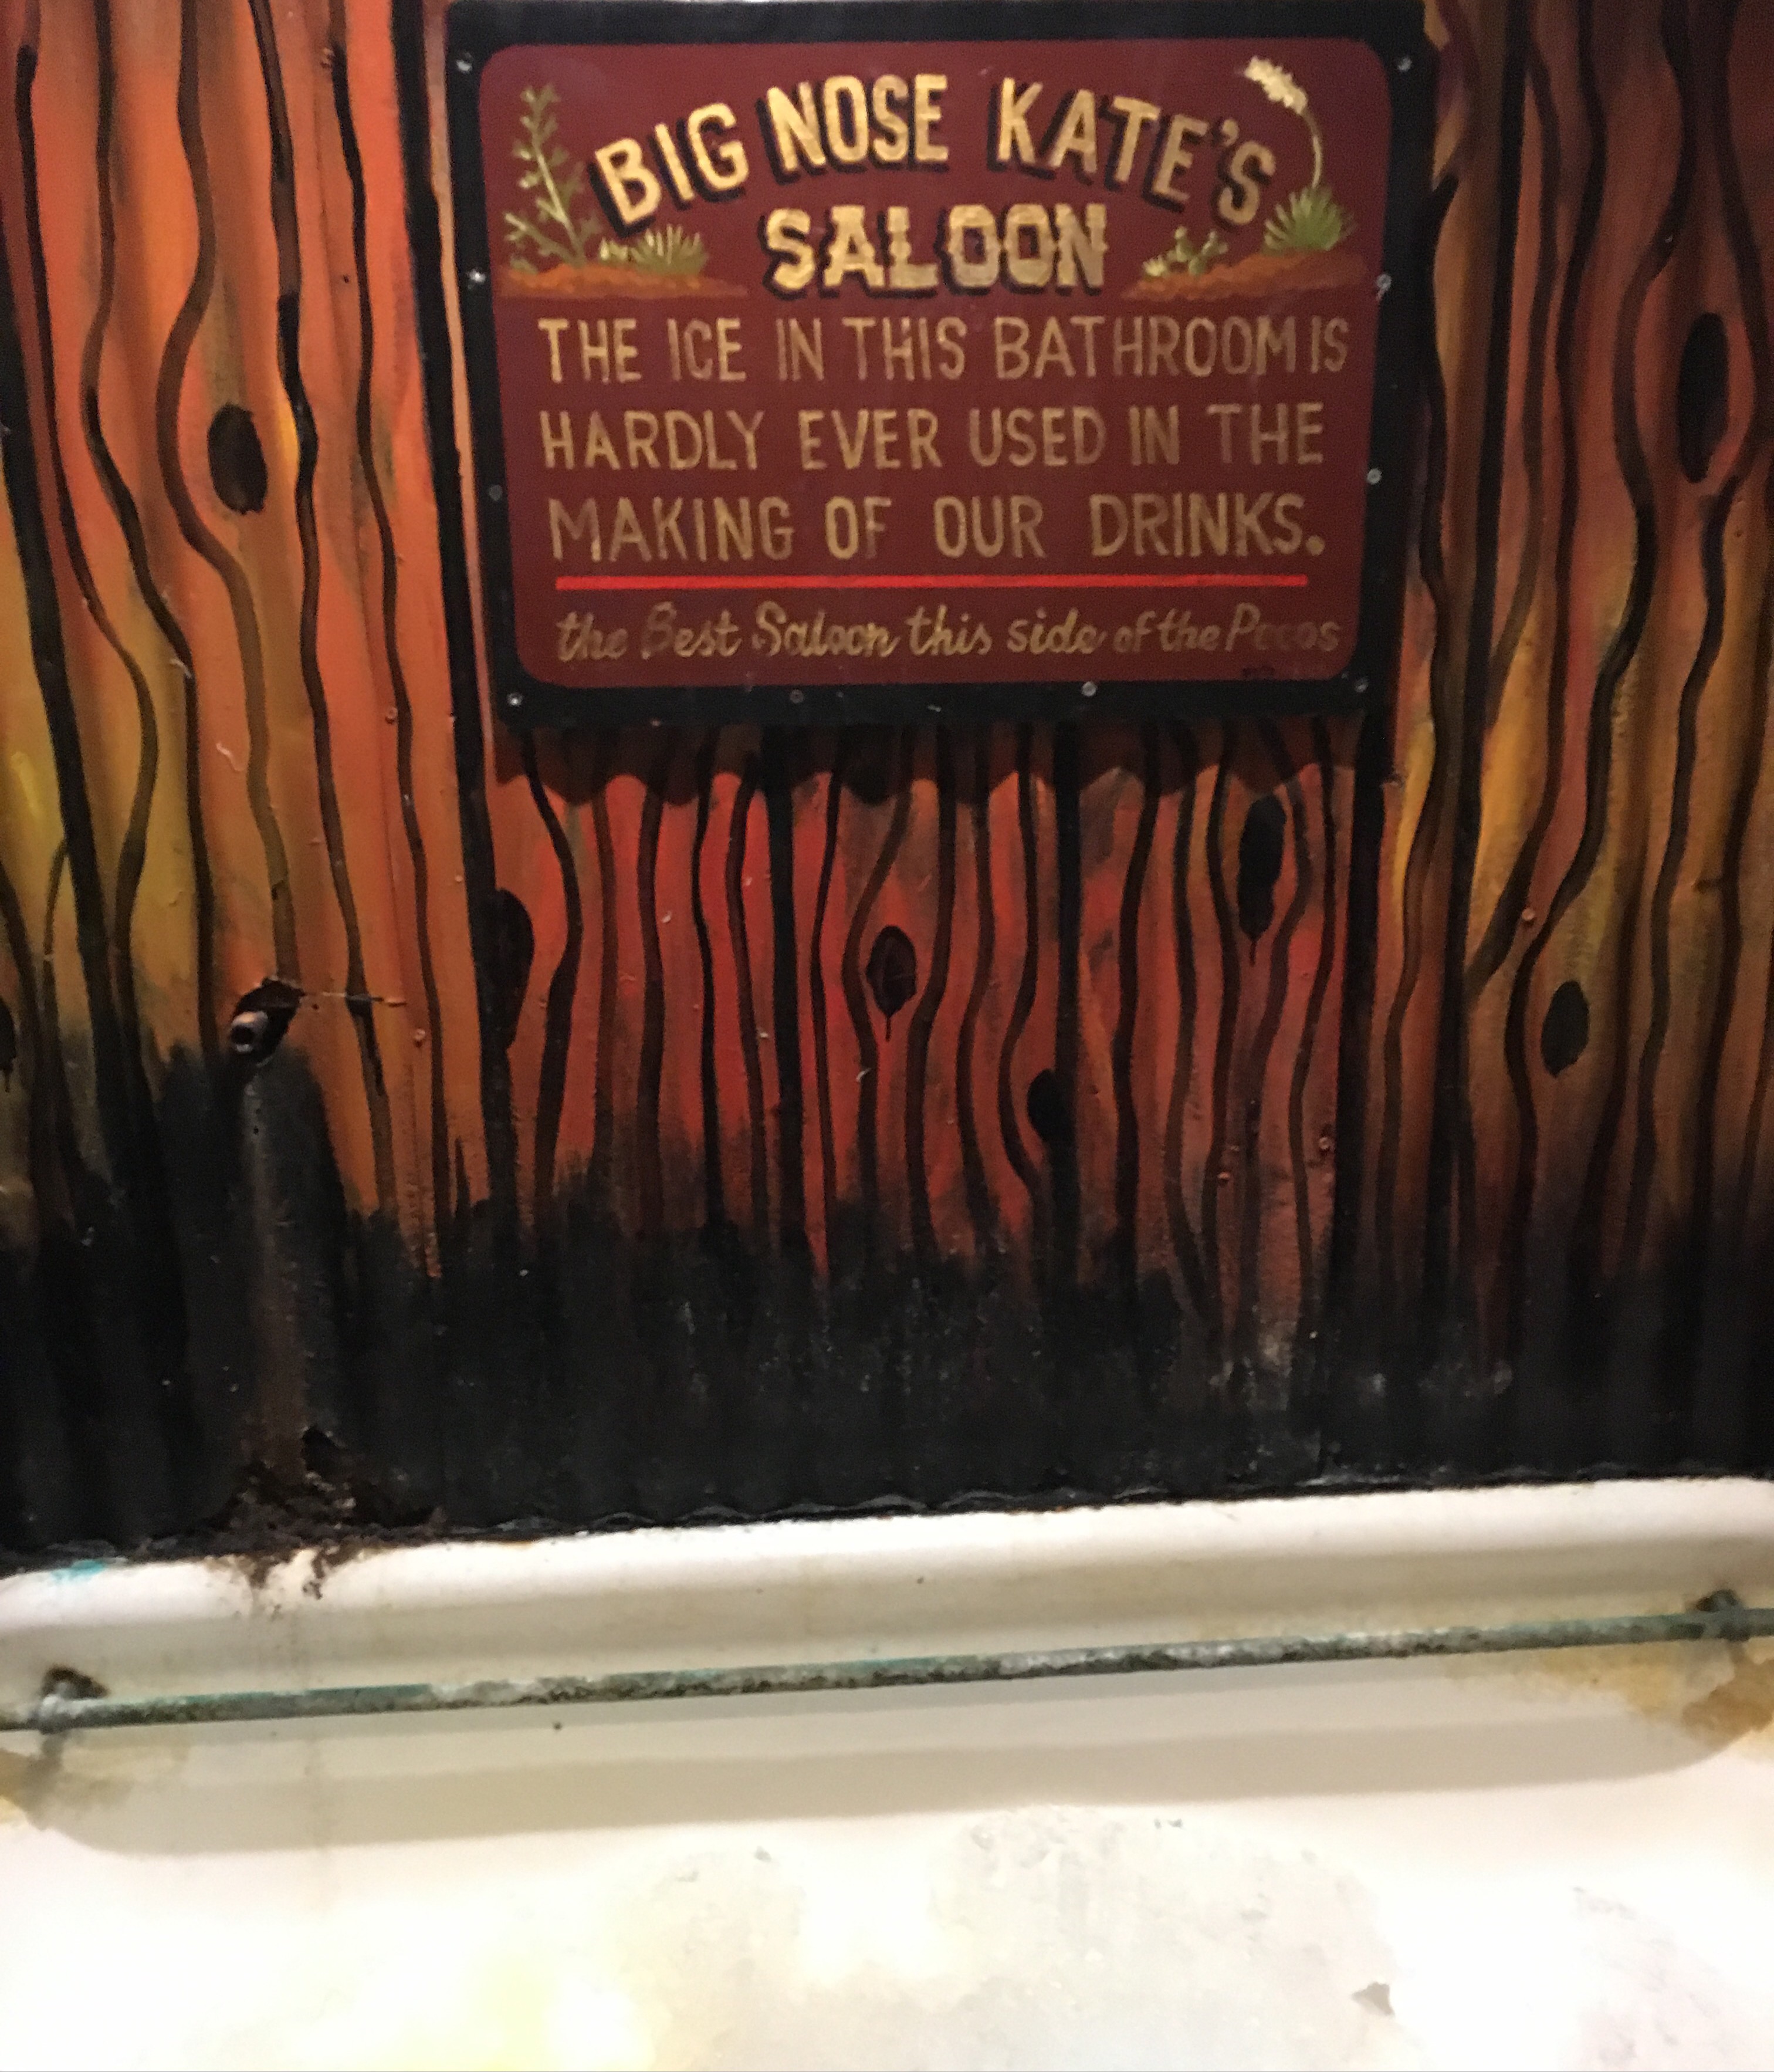 BIG NOSE KATE'S
SALOON
THE ICE IN THIS BATHROOM IS
HARDLY EVER USED IN THE
MAKING OF OUR DRINKS.
the Best Saloon this side of the Pecos